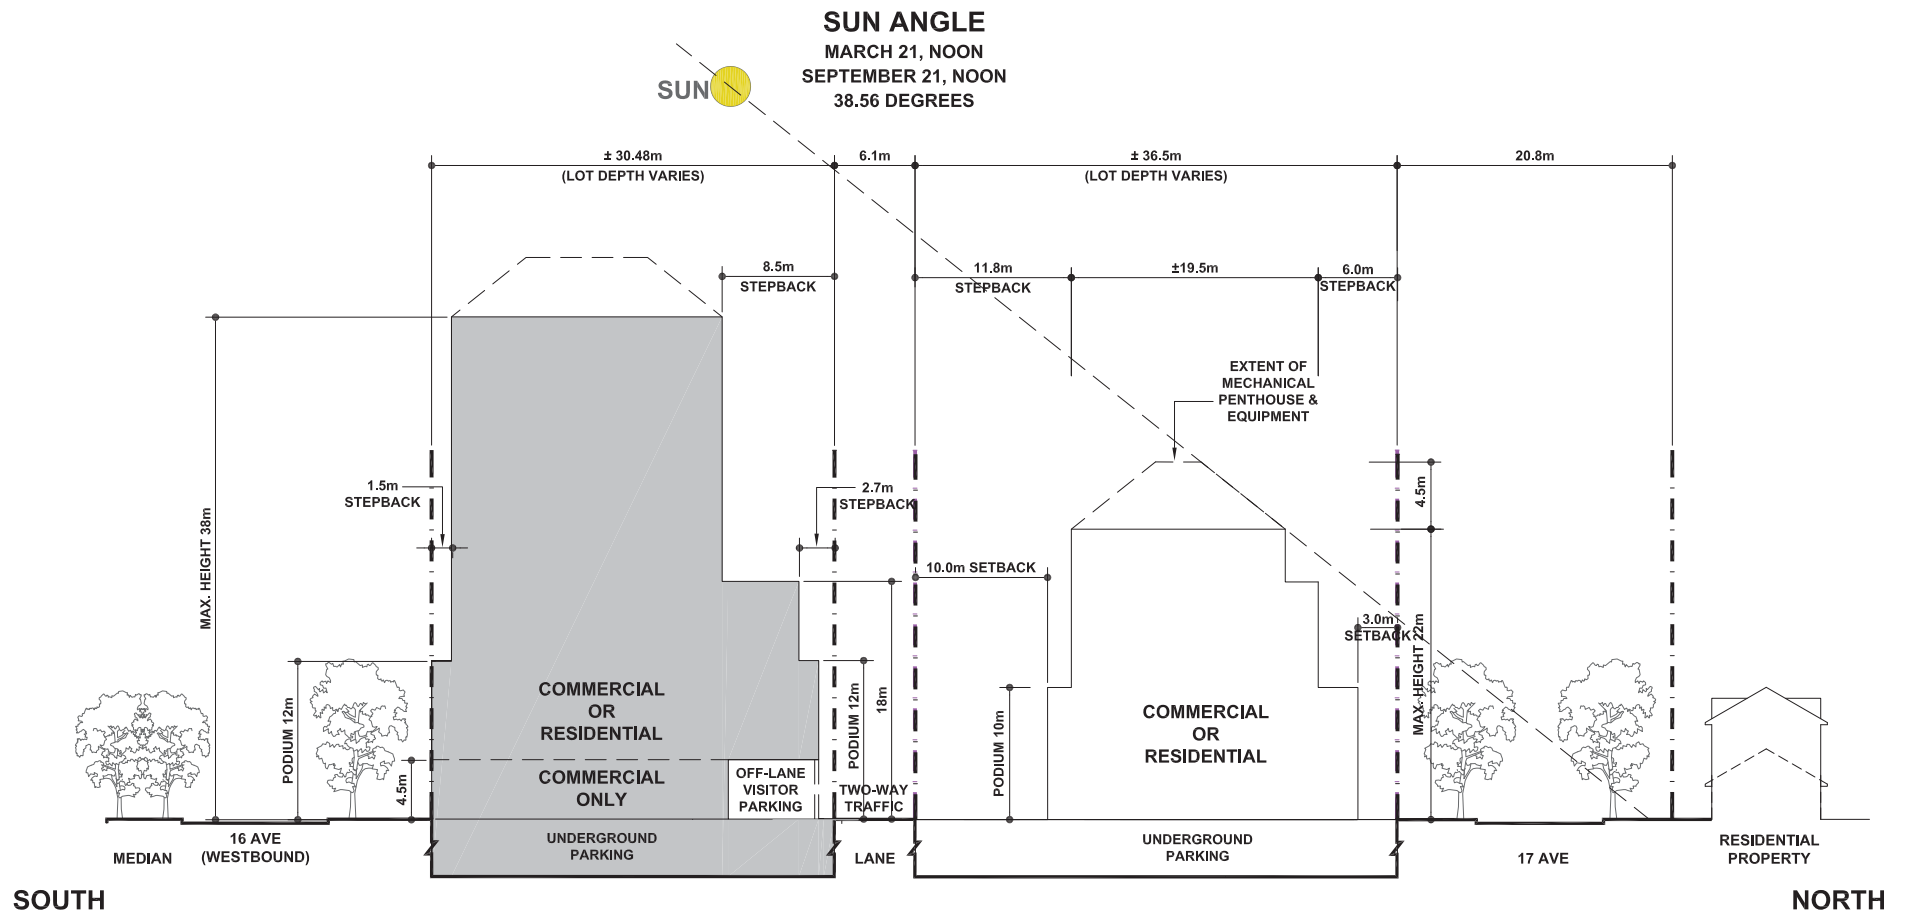 SUN ANGLE
MARCH 21, NOON
SEPTEMBER 21, NOON
38.56 DEGREES
SUN
± 30.48m
(LOT DEPTH VARIES)
6.1m
± 36.5m
(LOT DEPTH VARIES)
20.8m
8.5m
STEPBACK
11.8m
STEPBACK
±19.5m
6.0m
STEPBACK
EXTENT OF
MECHANICAL
PENTHOUSE &
EQUIPMENT
1.5m
STEPBACK
2.7m
STEPBACK
4.5m
MAX. HEIGHT 38m
10.0m SETBACK
3.0m
SETBACK
MAX. HEIGHT 22m
PODIUM 12m
4.5m
COMMERCIAL
OR
RESIDENTIAL
COMMERCIAL
ONLY
OFF-LANE
VISITOR
PARKING
PODIUM 12m
18m
TWO-WAY
TRAFFIC
PODIUM 10m
COMMERCIAL
OR
RESIDENTIAL
MEDIAN
16 AVE
(WESTBOUND)
UNDERGROUND
PARKING
LANE
UNDERGROUND
PARKING
17 AVE
RESIDENTIAL
PROPERTY
SOUTH
NORTH